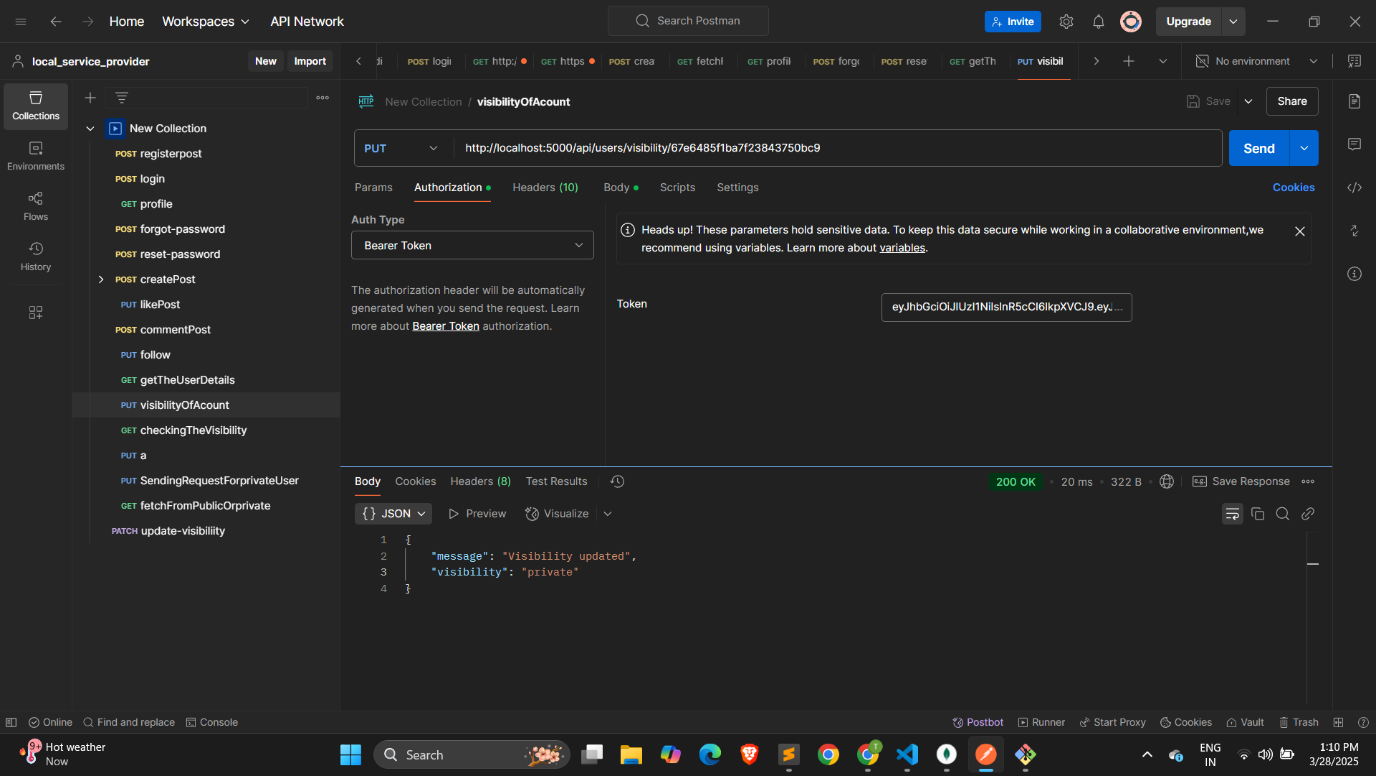 Home
Workspaces
API Network
Search Postman
Invite
Upgrade
local_service_provider
New
Import
POST login
GET http:/
GET https
POST crea
GET fetchF
GET profil
POST forgo
POST rese
GET getTh
PUT visibil
No environment
Collections
Environments
Flows
History
New Collection
POST registerpost
POST login
GET profile
POST forgot-password
POST reset-password
POST createPost
PUT likePost
POST commentPost
PUT follow
GET getTheUserDetails
PUT visibilityOfAcount
GET checkingTheVisibility
PUT a
PUT SendingRequestForprivateUser
GET fetchFromPublicOrprivate
PATCH update-visibiliity
HTTP
New Collection / visibilityOfAcount
Save
Share
PUT
http://localhost:5000/api/users/visibility/67e6485f1ba7f23843750bc9
Send
Params
Authorization
Headers (10)
Body
Scripts
Settings
Cookies
Auth Type
Bearer Token
The authorization header will be automatically
generated when you send the request. Learn
more about Bearer Token authorization.
Heads up! These parameters hold sensitive data. To keep this data secure while working in a collaborative environment,we
recommend using variables. Learn more about variables.
Token
eyJhbGciOiJIUzI1NiIsInR5cCI6IkpXVCJ9.eyJ...
Body
Cookies
Headers (8)
Test Results
200 OK
20 ms
322 B
Save Response
{} JSON
Preview
Visualize
1 {
2 "message": "Visibility updated",
3 "visibility": "private"
4 }
Online
Find and replace
Console
Postbot
Runner
Start Proxy
Cookies
Vault
Trash
9+
Hot weather
Now
Search
ENG
IN
1:10 PM
3/28/2025